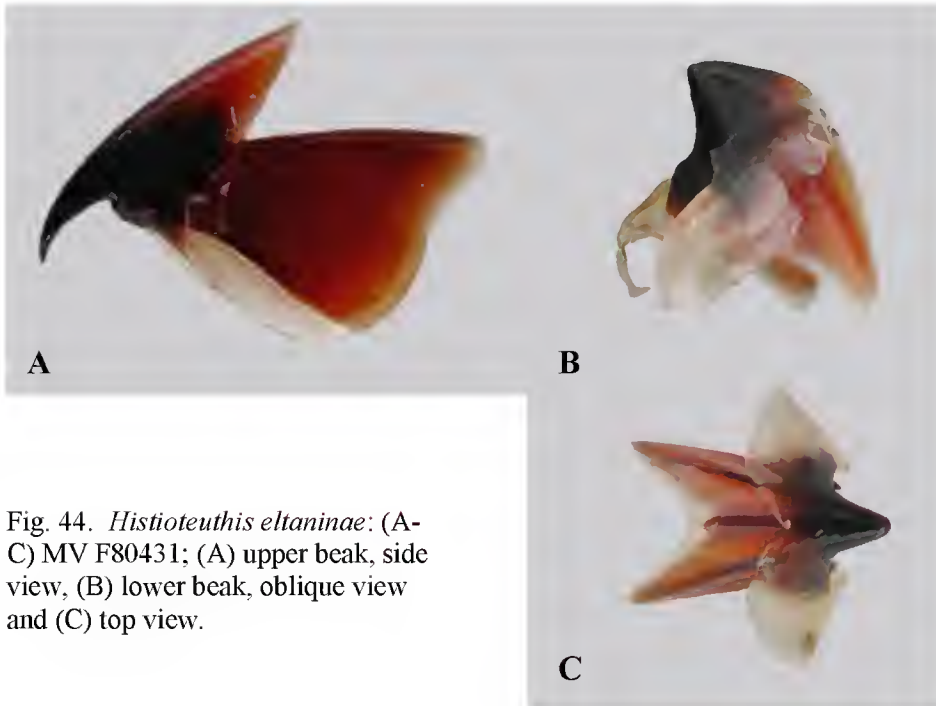 A
B
Fig. 44. Histioteuthis eltaninae: (A-
C) MV F80431; (A) upper beak, side
view, (B) lower beak, oblique view
and (C) top view.
C